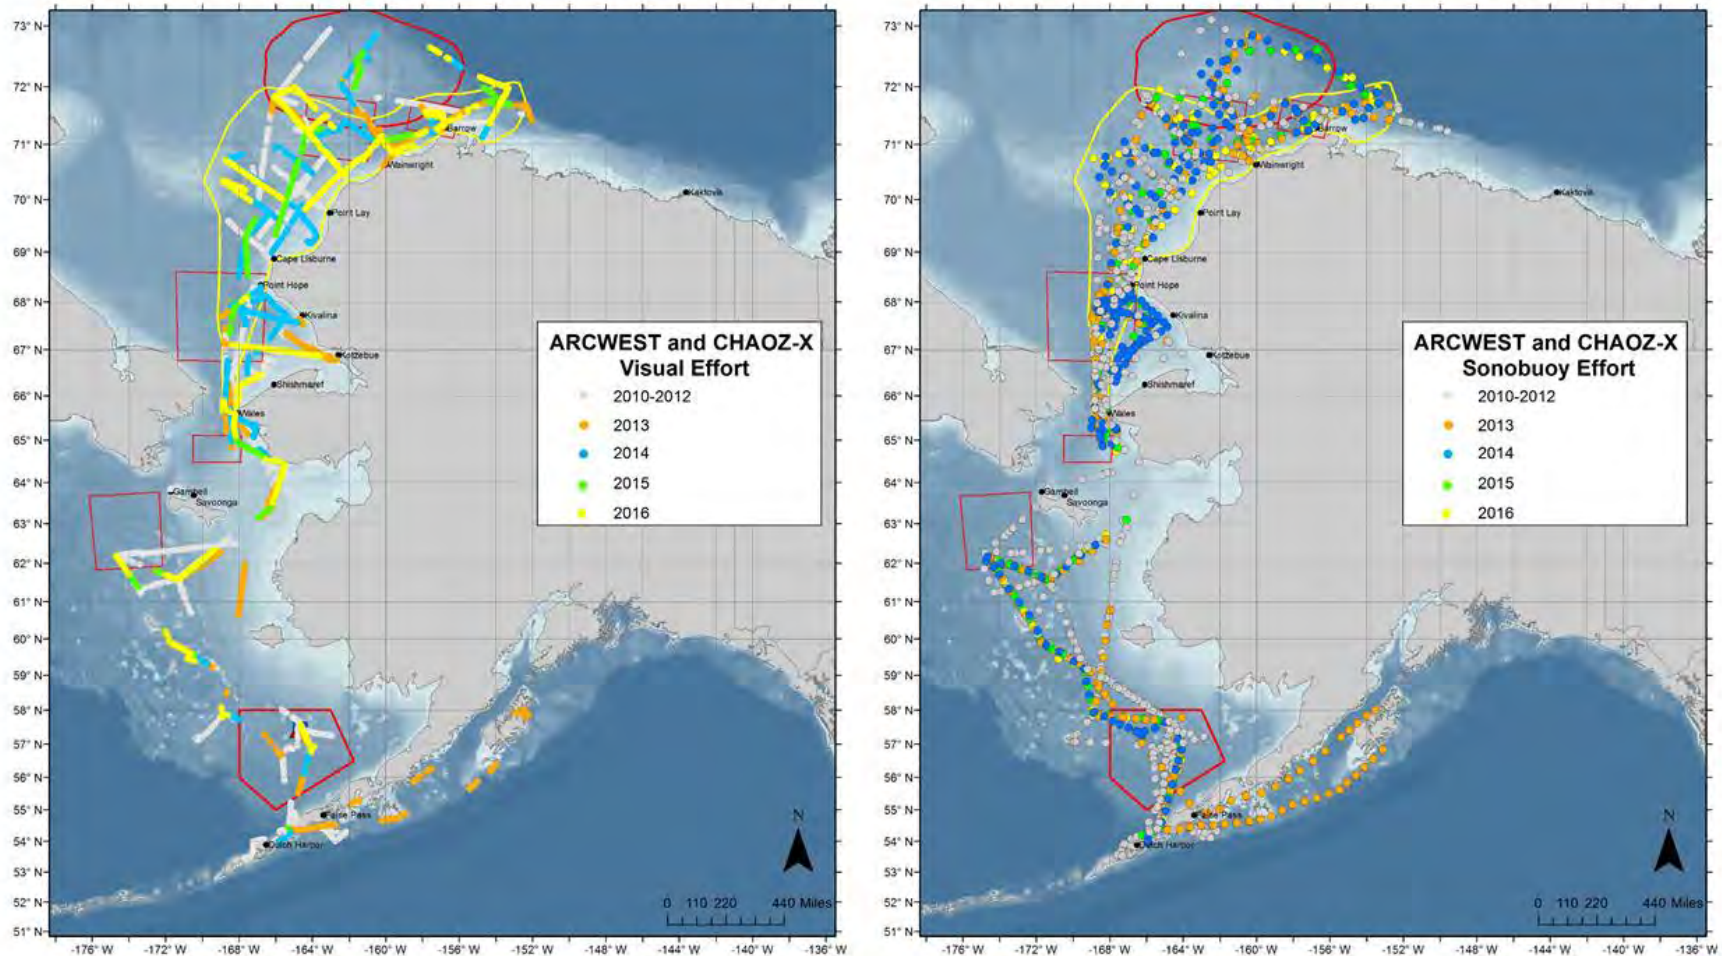 73° N
72° N
71° N
70° N
69° N
68° N
67° N
66° N
65° N
64° N
63° N
62° N
61° N
60° N
59° N
58° N
57° N
56° N
55° N
54° N
53° N
52° N
51° N
Barrow
Wainwright
Kaktovik
Point Lay
Cape Lisburne
Point Hope
Kivalina
Kotzebue
Shishmaref
Wales
Gambell
Savoonga
False Pass
Dutch Harbor
ARCWEST and CHAOZ-X
Visual Effort
2010-2012
2013
2014
2015
2016
N
0 110 220 440 Miles
-176° W -172° W -168° W -164° W -160° W -156° W -152° W -148° W -144° W -140° W -136° W
73° N
72° N
71° N
70° N
69° N
68° N
67° N
66° N
65° N
64° N
63° N
62° N
61° N
60° N
59° N
58° N
57° N
56° N
55° N
54° N
53° N
52° N
51° N
Barrow
Wainwright
Kaktovik
Point Lay
Cape Lisburne
Point Hope
Kivalina
Kotzebue
Shishmaref
Wales
Gambell
Savoonga
False Pass
Dutch Harbor
ARCWEST and CHAOZ-X
Sonobuoy Effort
2010-2012
2013
2014
2015
2016
N
0 110 220 440 Miles
-176° W -172° W -168° W -164° W -160° W -156° W -152° W -148° W -144° W -140° W -136° W